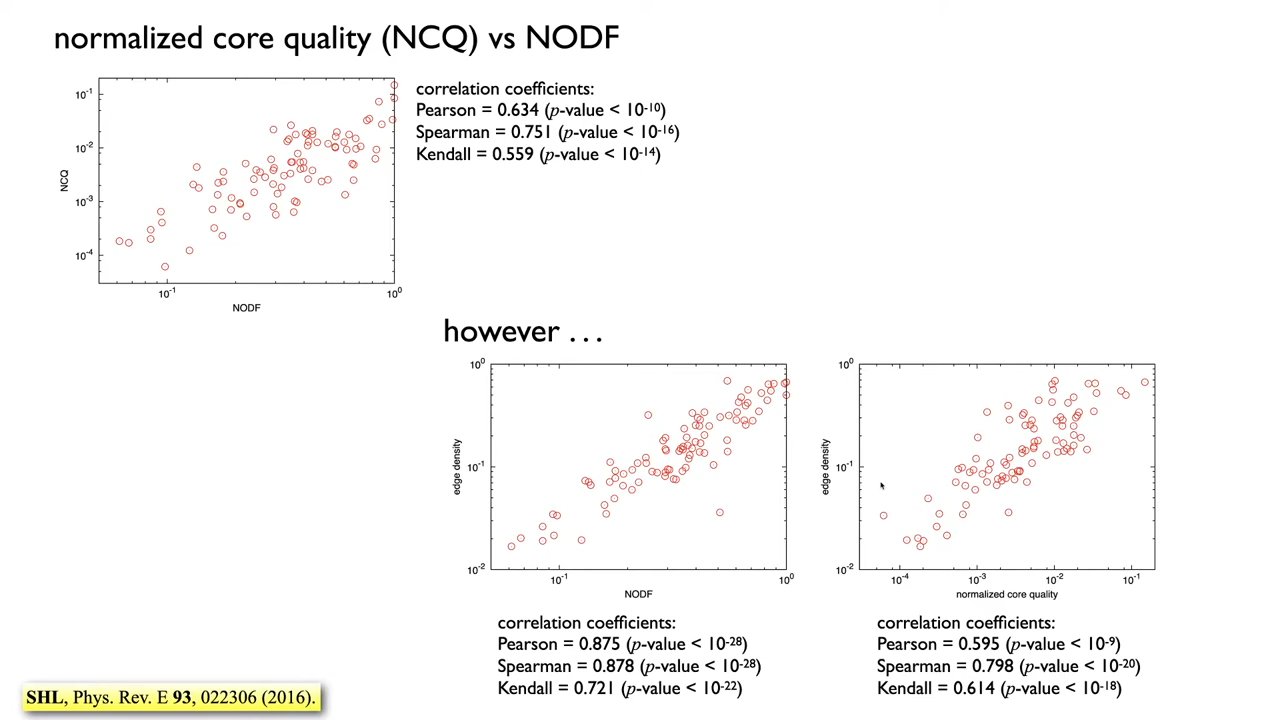 normalized core quality (NCQ) vs NODF
10⁻¹
10⁻²
10⁻³
10⁻⁴
NCQ
10⁻¹
10⁰
NODF
correlation coefficients:
Pearson = 0.634 (p-value < 10⁻¹⁰)
Spearman = 0.751 (p-value < 10⁻¹⁶)
Kendall = 0.559 (p-value < 10⁻¹⁴)
however . . .
10⁰
10⁻¹
10⁻²
edge density
10⁻¹
10⁰
NODF
correlation coefficients:
Pearson = 0.875 (p-value < 10⁻²⁸)
Spearman = 0.878 (p-value < 10⁻²⁸)
Kendall = 0.721 (p-value < 10⁻²²)
10⁰
10⁻¹
10⁻²
edge density
10⁻⁴
10⁻³
10⁻²
10⁻¹
normalized core quality
correlation coefficients:
Pearson = 0.595 (p-value < 10⁻⁹)
Spearman = 0.798 (p-value < 10⁻²⁰)
Kendall = 0.614 (p-value < 10⁻¹⁸)
SHL, Phys. Rev. E 93, 022306 (2016).